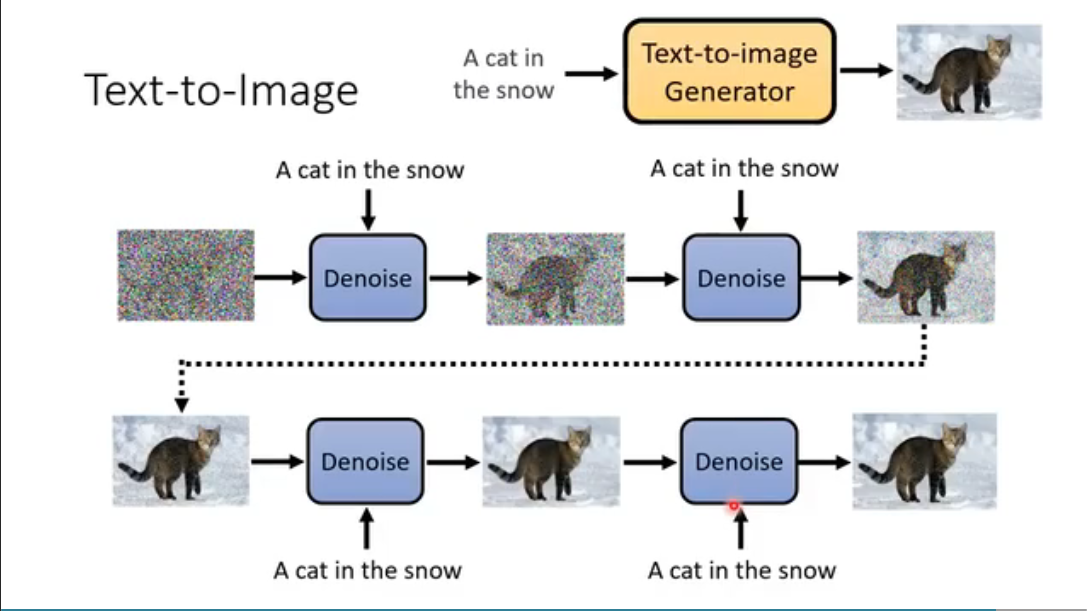 Text-to-Image
A cat in
the snow
Text-to-image
Generator
A cat in the snow
A cat in the snow
Denoise
Denoise
Denoise
Denoise
A cat in the snow
A cat in the snow